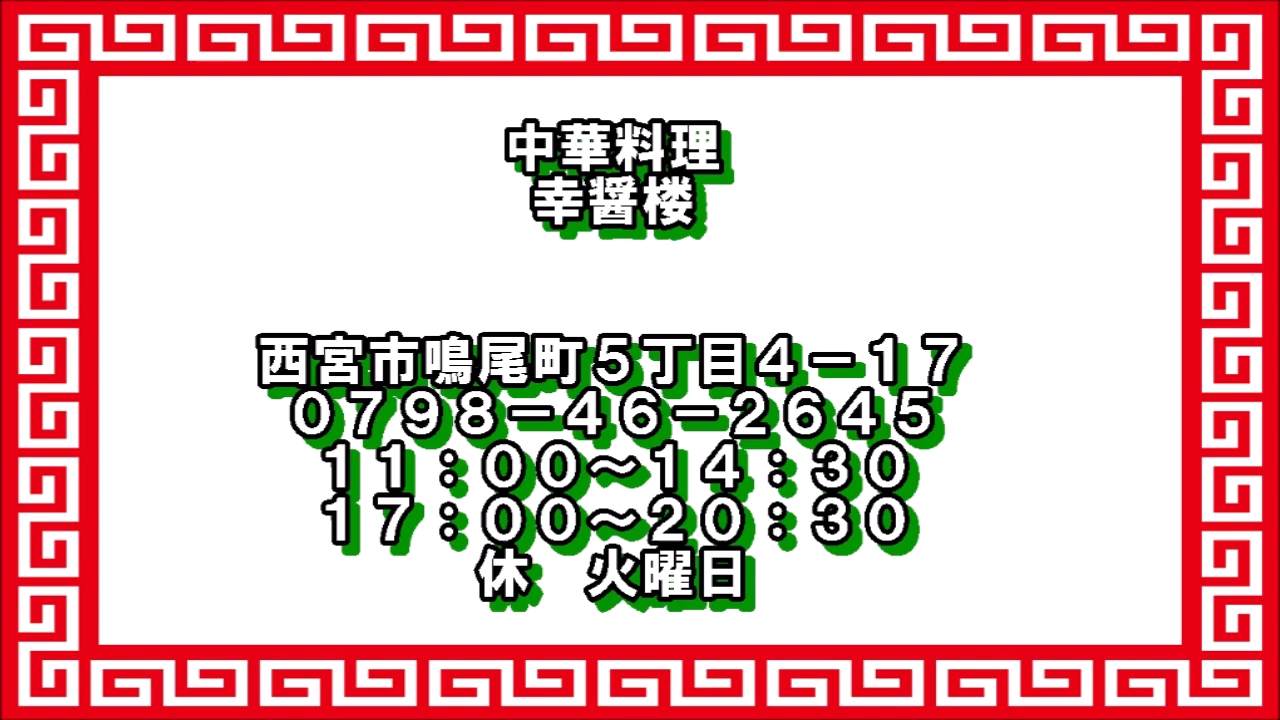 中華料理
幸醤楼
西宮市鳴尾町５丁目４－１７
０７９８－４６－２６４５
１１：００～１４：３０
１７：００～２０：３０
休　火曜日